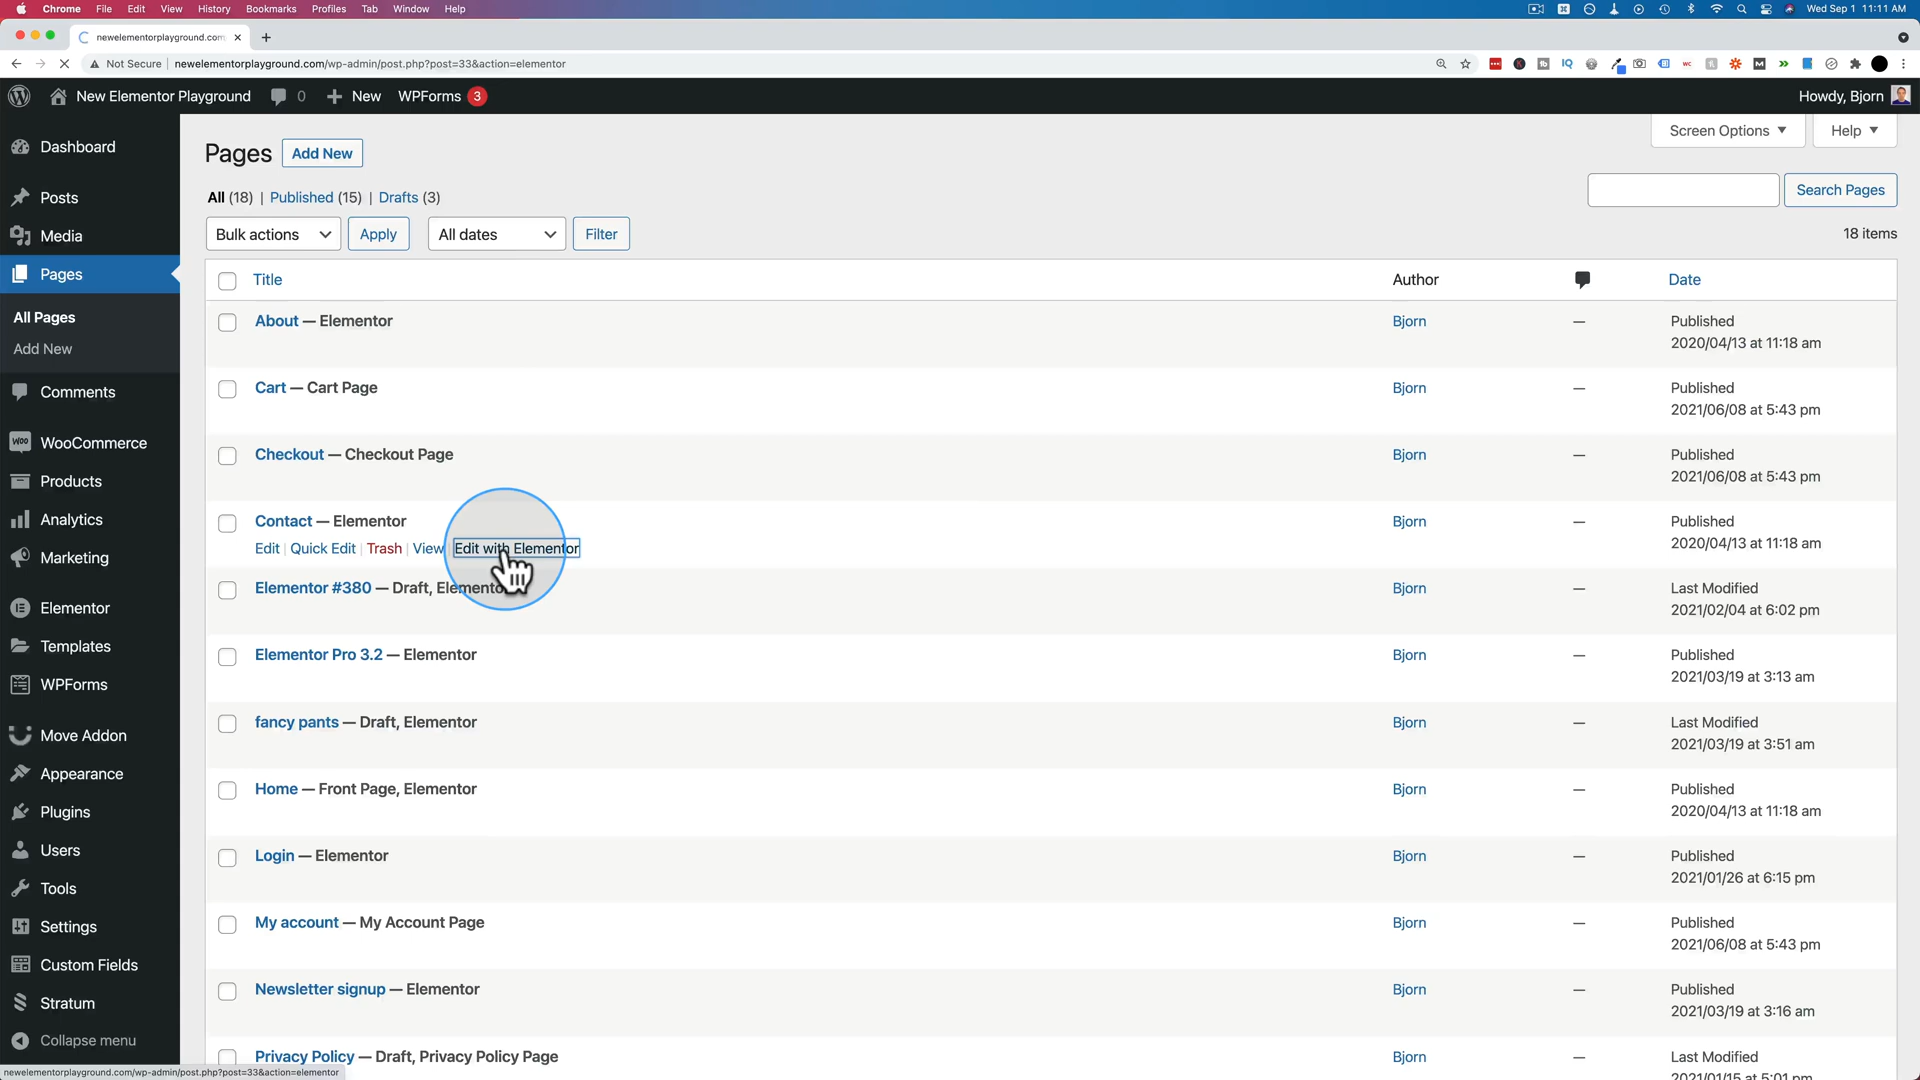 Chrome File Edit View History Bookmarks Profiles Tab Window Help Wed Sep 1 11:11 AM
newelementorplayground.com
Not Secure | newelementorplayground.com/wp-admin/post.php?post=33&action=elementor
New Elementor Playground 0 New WPForms 3 Howdy, Bjorn
Screen Options Help
Dashboard
Posts
Media
Pages
All Pages
Add New
Comments
WooCommerce
Products
Analytics
Marketing
Elementor
Templates
WPForms
Move Addon
Appearance
Plugins
Users
Tools
Settings
Custom Fields
Stratum
Collapse menu
Pages Add New
All (18) | Published (15) | Drafts (3)
Search Pages
Bulk actions Apply All dates Filter 18 items
Title Author Date
About — Elementor Bjorn — Published
2020/04/13 at 11:18 am
Cart — Cart Page Bjorn — Published
2021/06/08 at 5:43 pm
Checkout — Checkout Page Bjorn — Published
2021/06/08 at 5:43 pm
Contact — Elementor Bjorn — Published
Edit | Quick Edit | Trash | View Edit with Elementor 2020/04/13 at 11:18 am
Elementor #380 — Draft, Elementor Bjorn — Last Modified
2021/02/04 at 6:02 pm
Elementor Pro 3.2 — Elementor Bjorn — Published
2021/03/19 at 3:13 am
fancy pants — Draft, Elementor Bjorn — Last Modified
2021/03/19 at 3:51 am
Home — Front Page, Elementor Bjorn — Published
2020/04/13 at 11:18 am
Login — Elementor Bjorn — Published
2021/01/26 at 6:15 pm
My account — My Account Page Bjorn — Published
2021/06/08 at 5:43 pm
Newsletter signup — Elementor Bjorn — Published
2021/03/19 at 3:16 am
Privacy Policy — Draft, Privacy Policy Page Bjorn — Last Modified
2021/01/15 at 5:01 pm
newelementorplayground.com/wp-admin/post.php?post=33&action=elementor